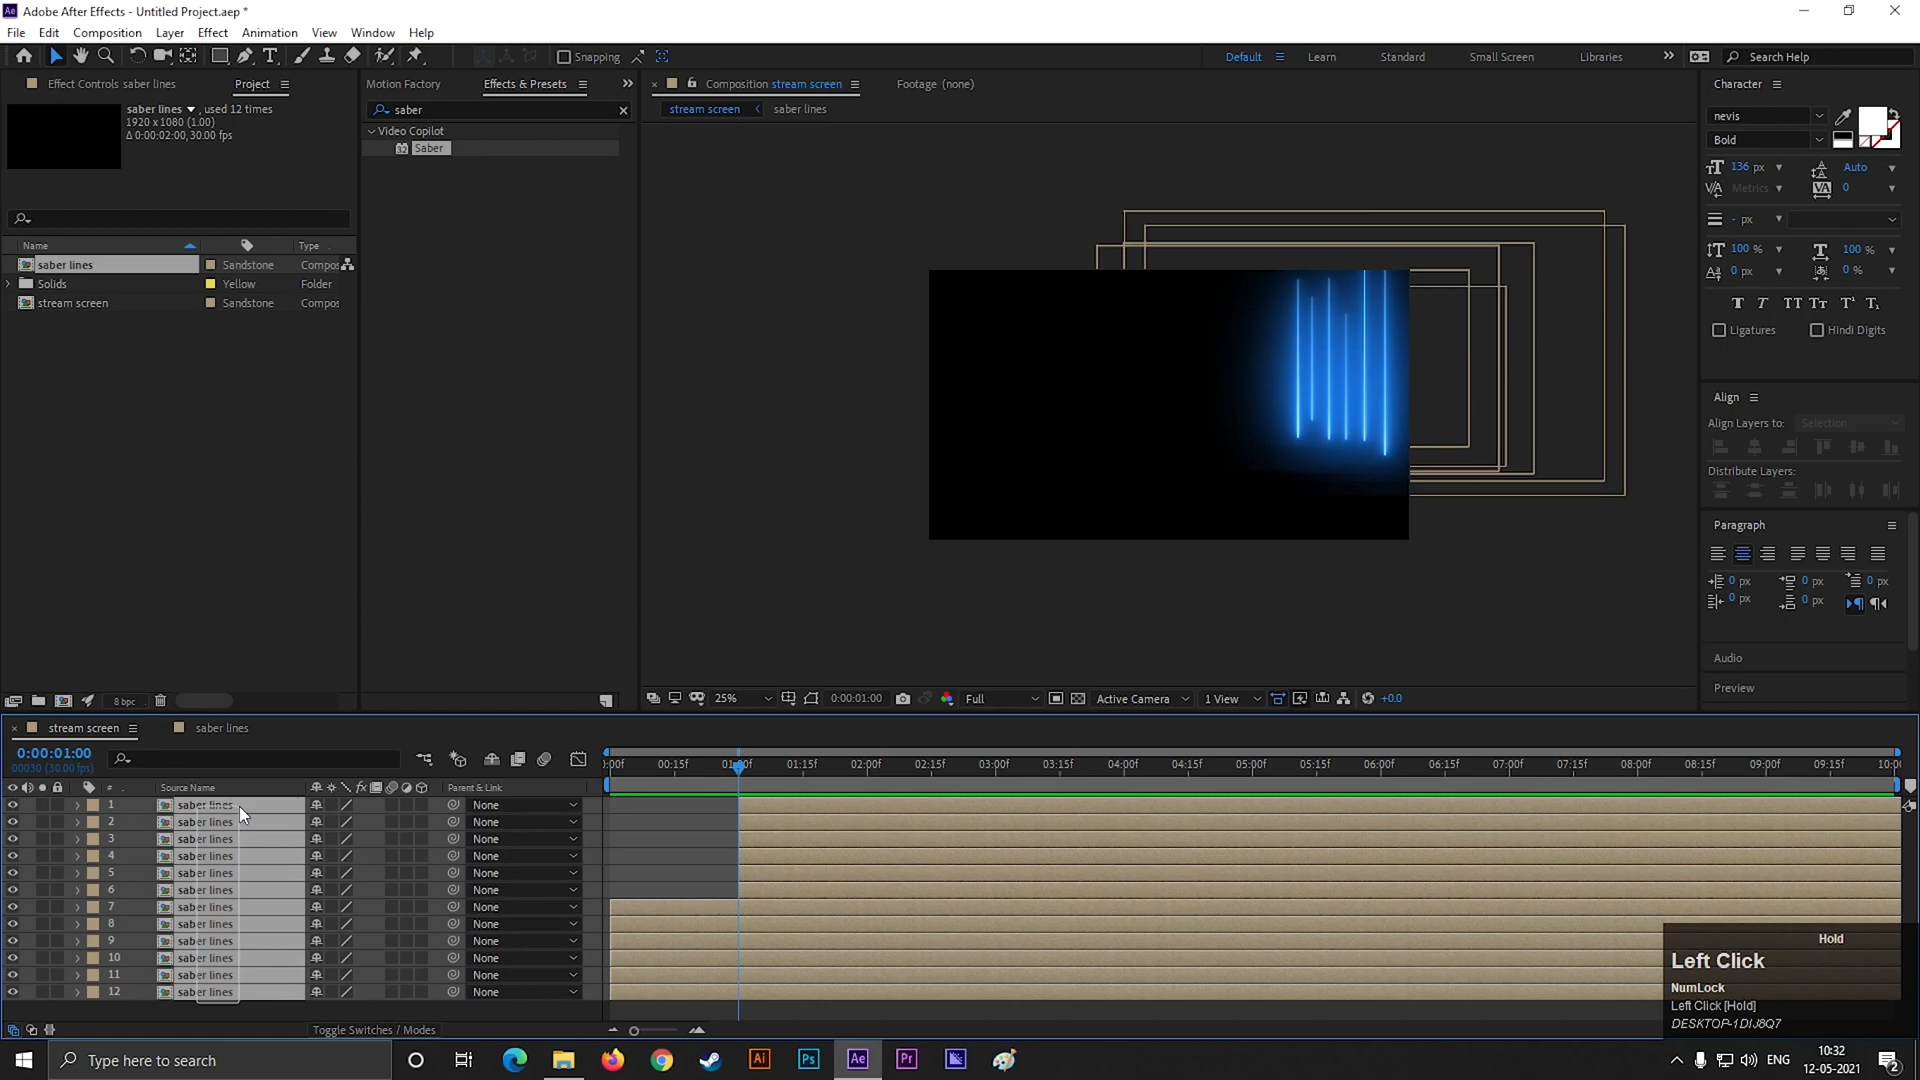 Adobe After Effects - Untitled Project.aep *
File Edit Composition Layer Effect Animation View Window Help
Snapping
Default Learn Standard Small Screen Libraries Search Help
Effect Controls saber lines Project
saber lines , used 12 times
1920 x 1080 (1.00)
Δ 0:00:02:00, 30.00 fps
Name Type
saber lines Sandstone Compos
Solids Yellow Folder
stream screen Sandstone Compos
8 bpc
Motion Factory Effects & Presets
saber
Video Copilot
Saber
Composition stream screen Footage (none)
stream screen saber lines
25% 0:00:01:00 Full Active Camera 1 View +0.0
Character
nevis
Bold
136 px Auto
Metrics 0
- px
100 % 100 %
0 px 0 %
Ligatures Hindi Digits
Align
Align Layers to: Selection
Distribute Layers:
Paragraph
0 px 0 px 0 px
0 px 0 px
Audio
Preview
stream screen saber lines
0:00:01:00
00030 (30.00 fps)
# Source Name Parent & Link
:00f 00:15f 01:00f 01:15f 02:00f 02:15f 03:00f 03:15f 04:00f 04:15f 05:00f 05:15f 06:00f 06:15f 07:00f 07:15f 08:00f 08:15f 09:00f 09:15f 10:00
1 saber lines None
2 saber lines None
3 saber lines None
4 saber lines None
5 saber lines None
6 saber lines None
7 saber lines None
8 saber lines None
9 saber lines None
10 saber lines None
11 saber lines None
12 saber lines None
Toggle Switches / Modes
Hold
Left Click
NumLock
Left Click [Hold]
DESKTOP-1DIJ8Q7
Type here to search
ENG
10:32
12-05-2021
2